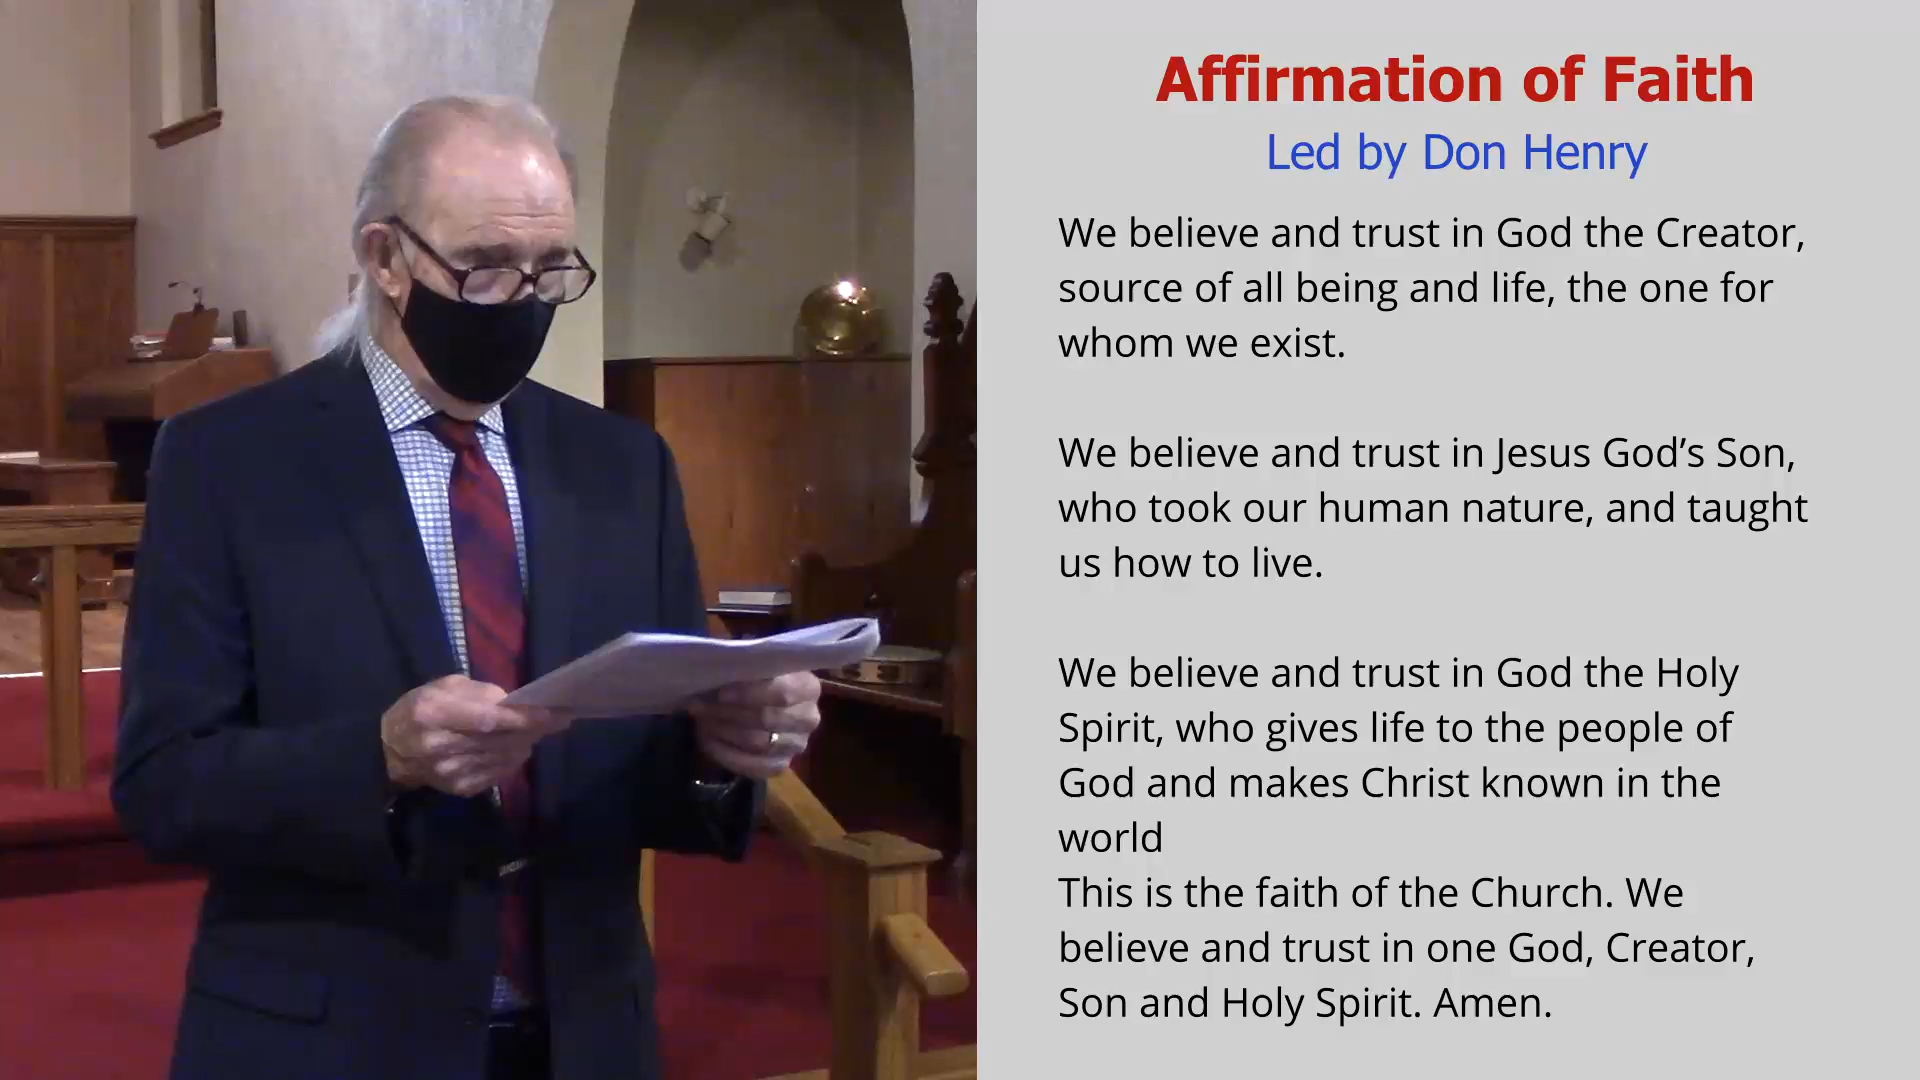 Affirmation of Faith
Led by Don Henry
We believe and trust in God the Creator,
source of all being and life, the one for
whom we exist.
We believe and trust in Jesus God’s Son,
who took our human nature, and taught
us how to live.
We believe and trust in God the Holy
Spirit, who gives life to the people of
God and makes Christ known in the
world
This is the faith of the Church. We
believe and trust in one God, Creator,
Son and Holy Spirit. Amen.